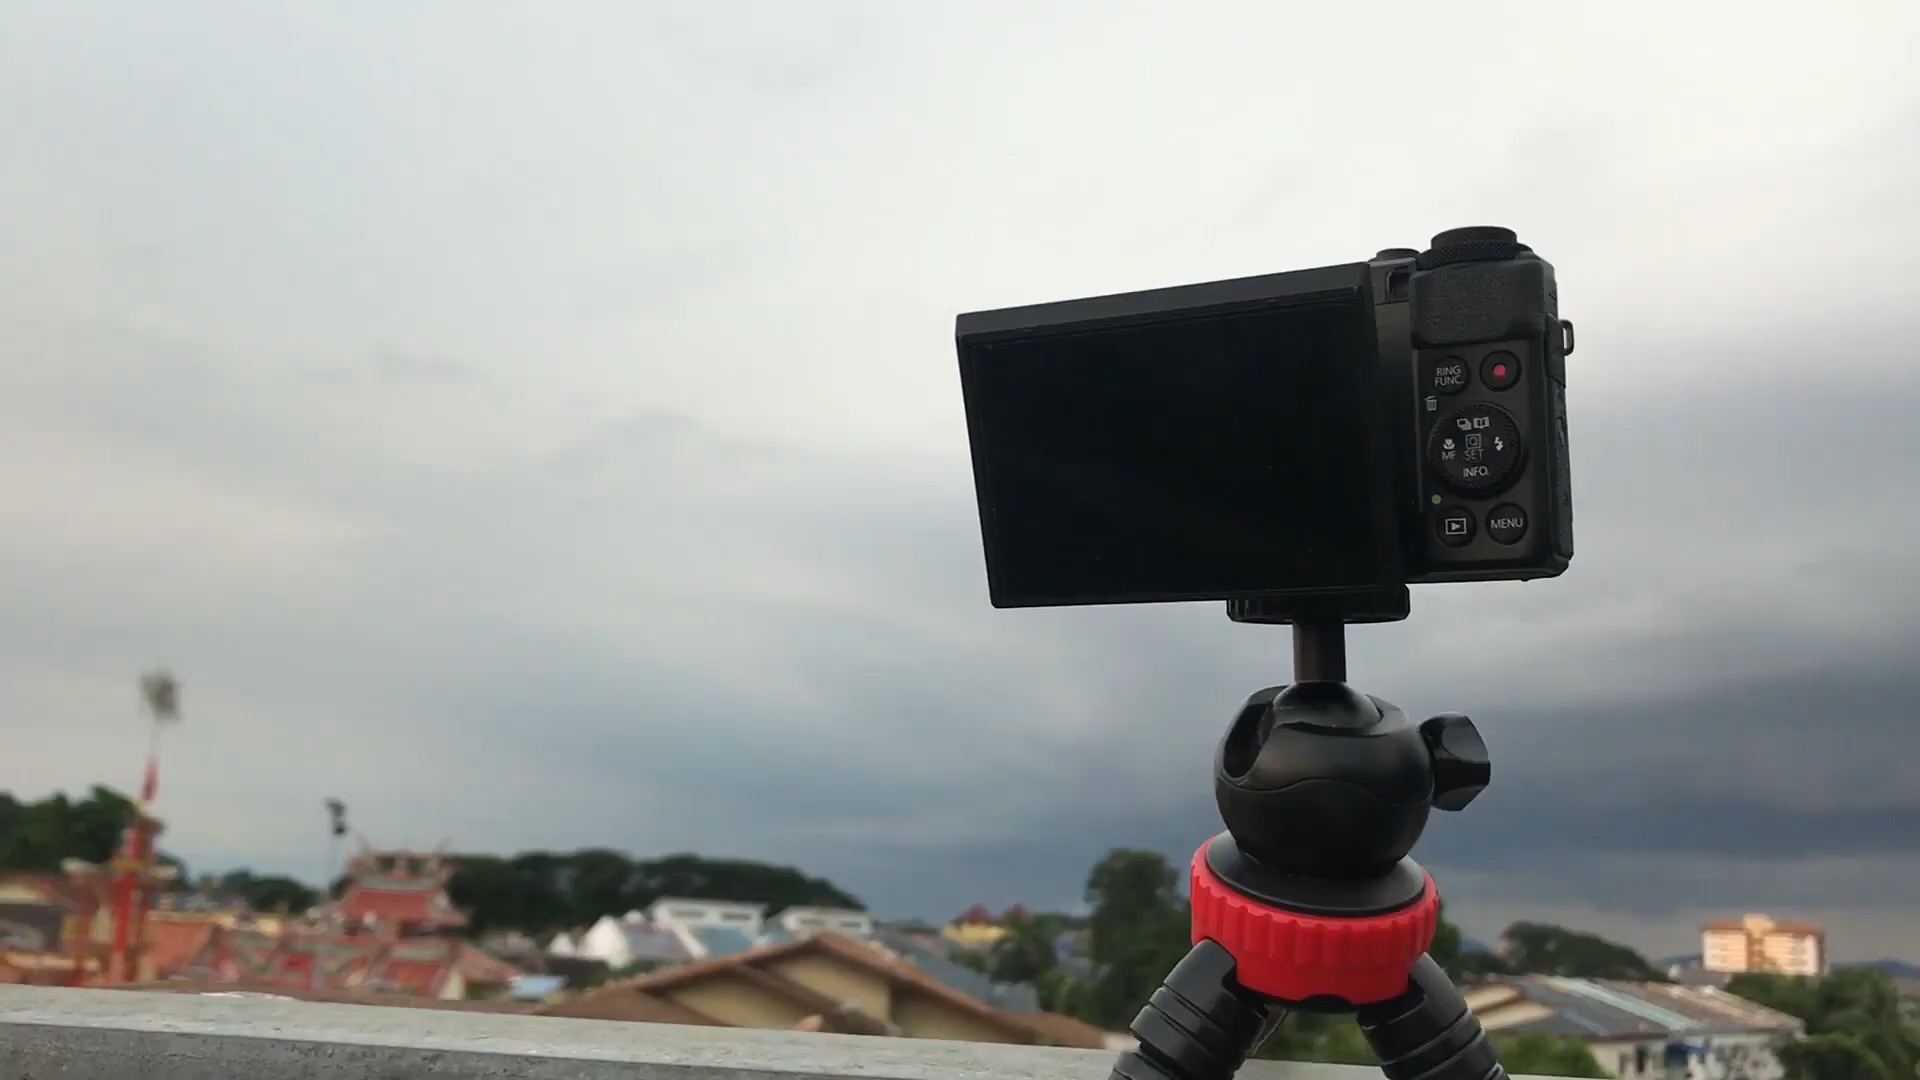 RING
FUNC.
MF
SET
INFO.
MENU